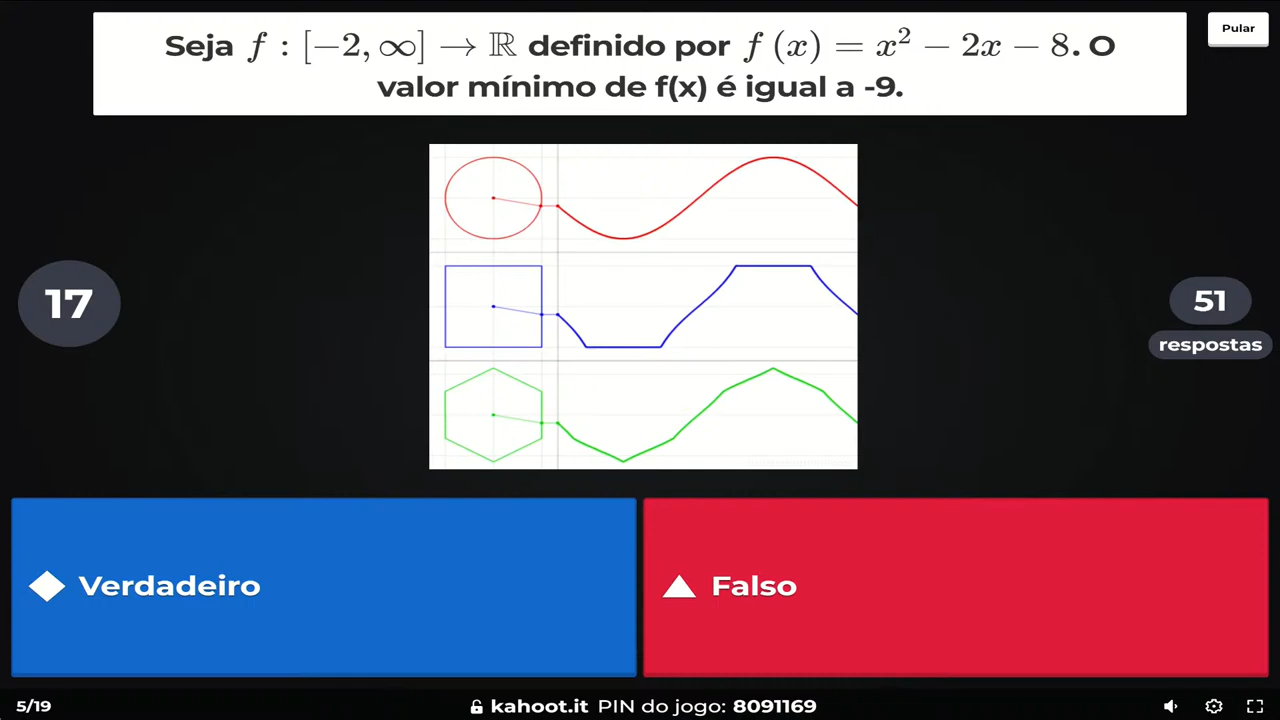 Pular
Seja f : [−2, ∞] → ℝ definido por f (x) = x² − 2x − 8. O
valor mínimo de f(x) é igual a -9.
17
51
respostas
Verdadeiro
Falso
5/19
kahoot.it PIN do jogo: 8091169